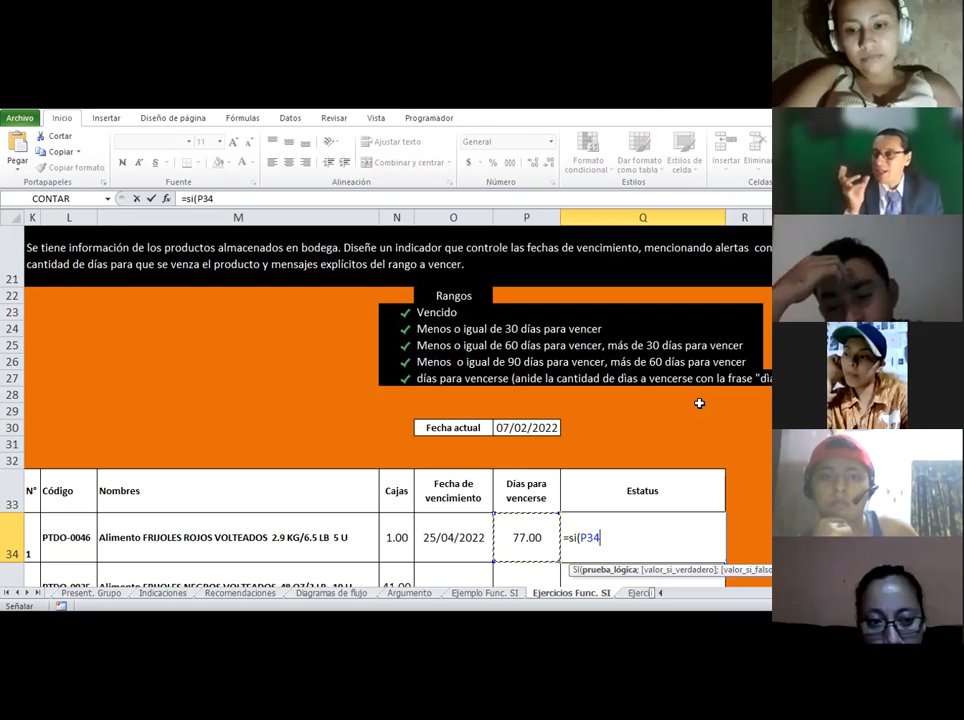 Archivo Inicio Insertar Diseño de página Fórmulas Datos Revisar Vista Programador
Cortar
Copiar
Copiar formato
Pegar
11
N K S
Ajustar texto
Combinar y centrar
General
$ % 000
Formato condicional
Dar formato como tabla
Estilos de celda
Insertar
Elimina
Portapapeles Fuente Alineación Número Estilos Celdas
CONTAR =si(P34
K L M N O P Q R
Se tiene información de los productos almacenados en bodega. Diseñe un indicador que controle las fechas de vencimiento, mencionando alertas con
21 cantidad de días para que se venza el producto y mensajes explícitos del rango a vencer.
22 Rangos
23 Vencido
24 Menos o igual de 30 días para vencer
25 Menos o igual de 60 días para vencer, más de 30 días para vencer
26 Menos o igual de 90 días para vencer, más de 60 días para vencer
27 días para vencerse (anide la cantidad de dìas a vencerse con la frase "dìa
28
29
30 Fecha actual 07/02/2022
31
32
33 N° Código Nombres Cajas Fecha de vencimiento Días para vencerse Estatus
34 1 PTDO-0046 Alimento FRIJOLES ROJOS VOLTEADOS 2.9 KG/6.5 LB 5 U 1.00 25/04/2022 77.00 =si(P34
SI(prueba_lógica; [valor_si_verdadero]; [valor_si_falso
Present. Grupo Indicaciones Recomendaciones Diagramas de flujo Argumento Ejemplo Func. SI Ejercicios Func. SI Ejerci
Señalar